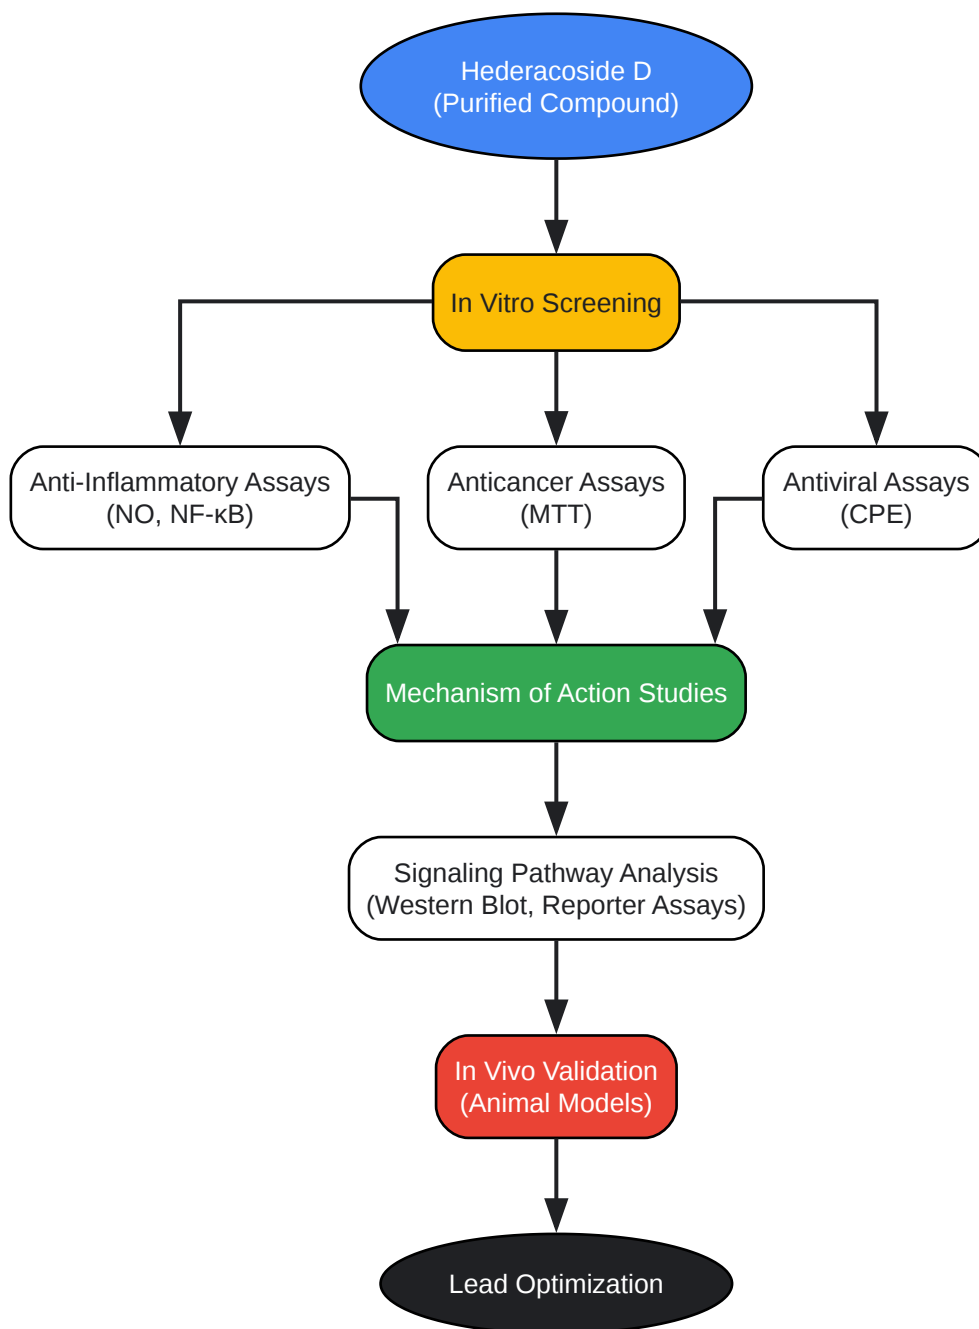 Hederacoside D
(Purified Compound)
In Vitro Screening
Anti-Inflammatory Assays
(NO, NF-κB)
Anticancer Assays
(MTT)
Antiviral Assays
(CPE)
Mechanism of Action Studies
Signaling Pathway Analysis
(Western Blot, Reporter Assays)
In Vivo Validation
(Animal Models)
Lead Optimization